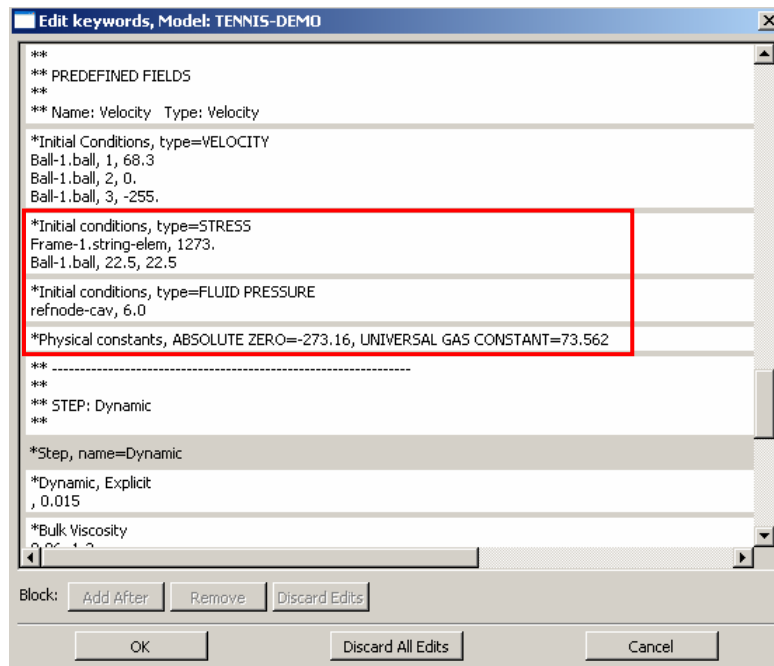 Edit keywords, Model: TENNIS-DEMO
**
** PREDEFINED FIELDS
**
** Name: Velocity   Type: Velocity
*Initial Conditions, type=VELOCITY
Ball-1.ball, 1, 68.3
Ball-1.ball, 2, 0.
Ball-1.ball, 3, -255.
*Initial conditions, type=STRESS
Frame-1.string-elem, 1273.
Ball-1.ball, 22.5, 22.5
*Initial conditions, type=FLUID PRESSURE
refnode-cav, 6.0
*Physical constants, ABSOLUTE ZERO=-273.16, UNIVERSAL GAS CONSTANT=73.562
** ----------------------------------------------------------------
**
** STEP: Dynamic
**
*Step, name=Dynamic
*Dynamic, Explicit
, 0.015
*Bulk Viscosity
Block: Add After Remove Discard Edits
OK Discard All Edits Cancel